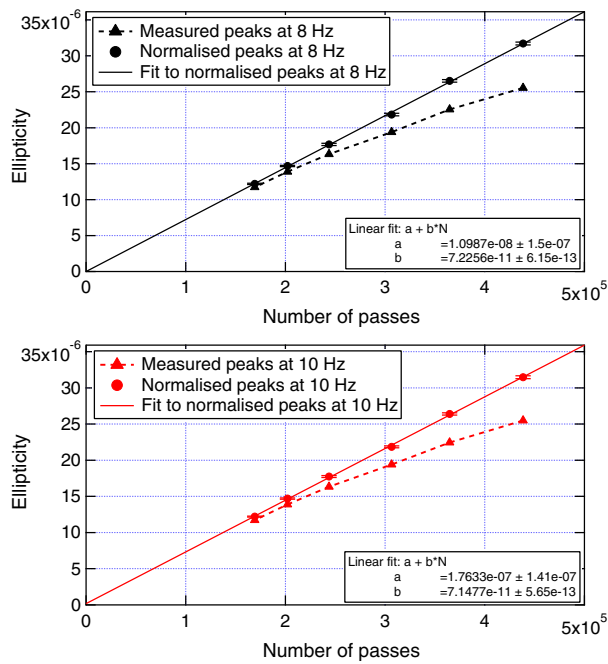 35x10-6
30
25
20
15
10
5
0
Ellipticity
Measured peaks at 8 Hz
Normalised peaks at 8 Hz
Fit to normalised peaks at 8 Hz
Linear fit: a + b*N
a =1.0987e-08 ± 1.5e-07
b =7.2256e-11 ± 6.15e-13
0 1 2 3 4 5x10 5
Number of passes
35x10-6
30
25
20
15
10
5
0
Ellipticity
Measured peaks at 10 Hz
Normalised peaks at 10 Hz
Fit to normalised peaks at 10 Hz
Linear fit: a + b*N
a =1.7633e-07 ± 1.41e-07
b =7.1477e-11 ± 5.65e-13
0 1 2 3 4 5x10 5
Number of passes